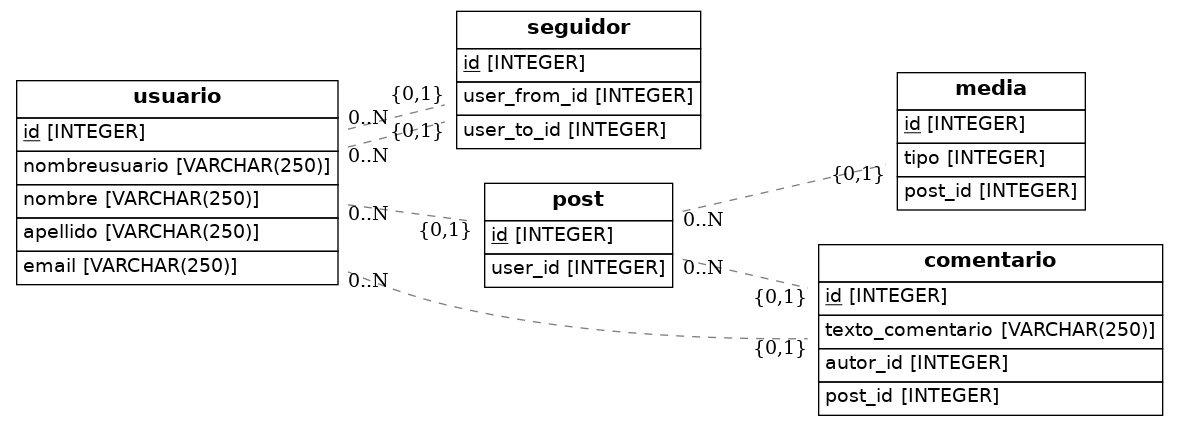 usuario
id [INTEGER]
nombreusuario [VARCHAR(250)]
nombre [VARCHAR(250)]
apellido [VARCHAR(250)]
email [VARCHAR(250)]
0..N
{0,1}
0..N
{0,1}
seguidor
id [INTEGER]
user_from_id [INTEGER]
user_to_id [INTEGER]
0..N
{0,1}
post
id [INTEGER]
user_id [INTEGER]
0..N
{0,1}
media
id [INTEGER]
tipo [INTEGER]
post_id [INTEGER]
0..N
{0,1}
0..N
{0,1}
comentario
id [INTEGER]
texto_comentario [VARCHAR(250)]
autor_id [INTEGER]
post_id [INTEGER]